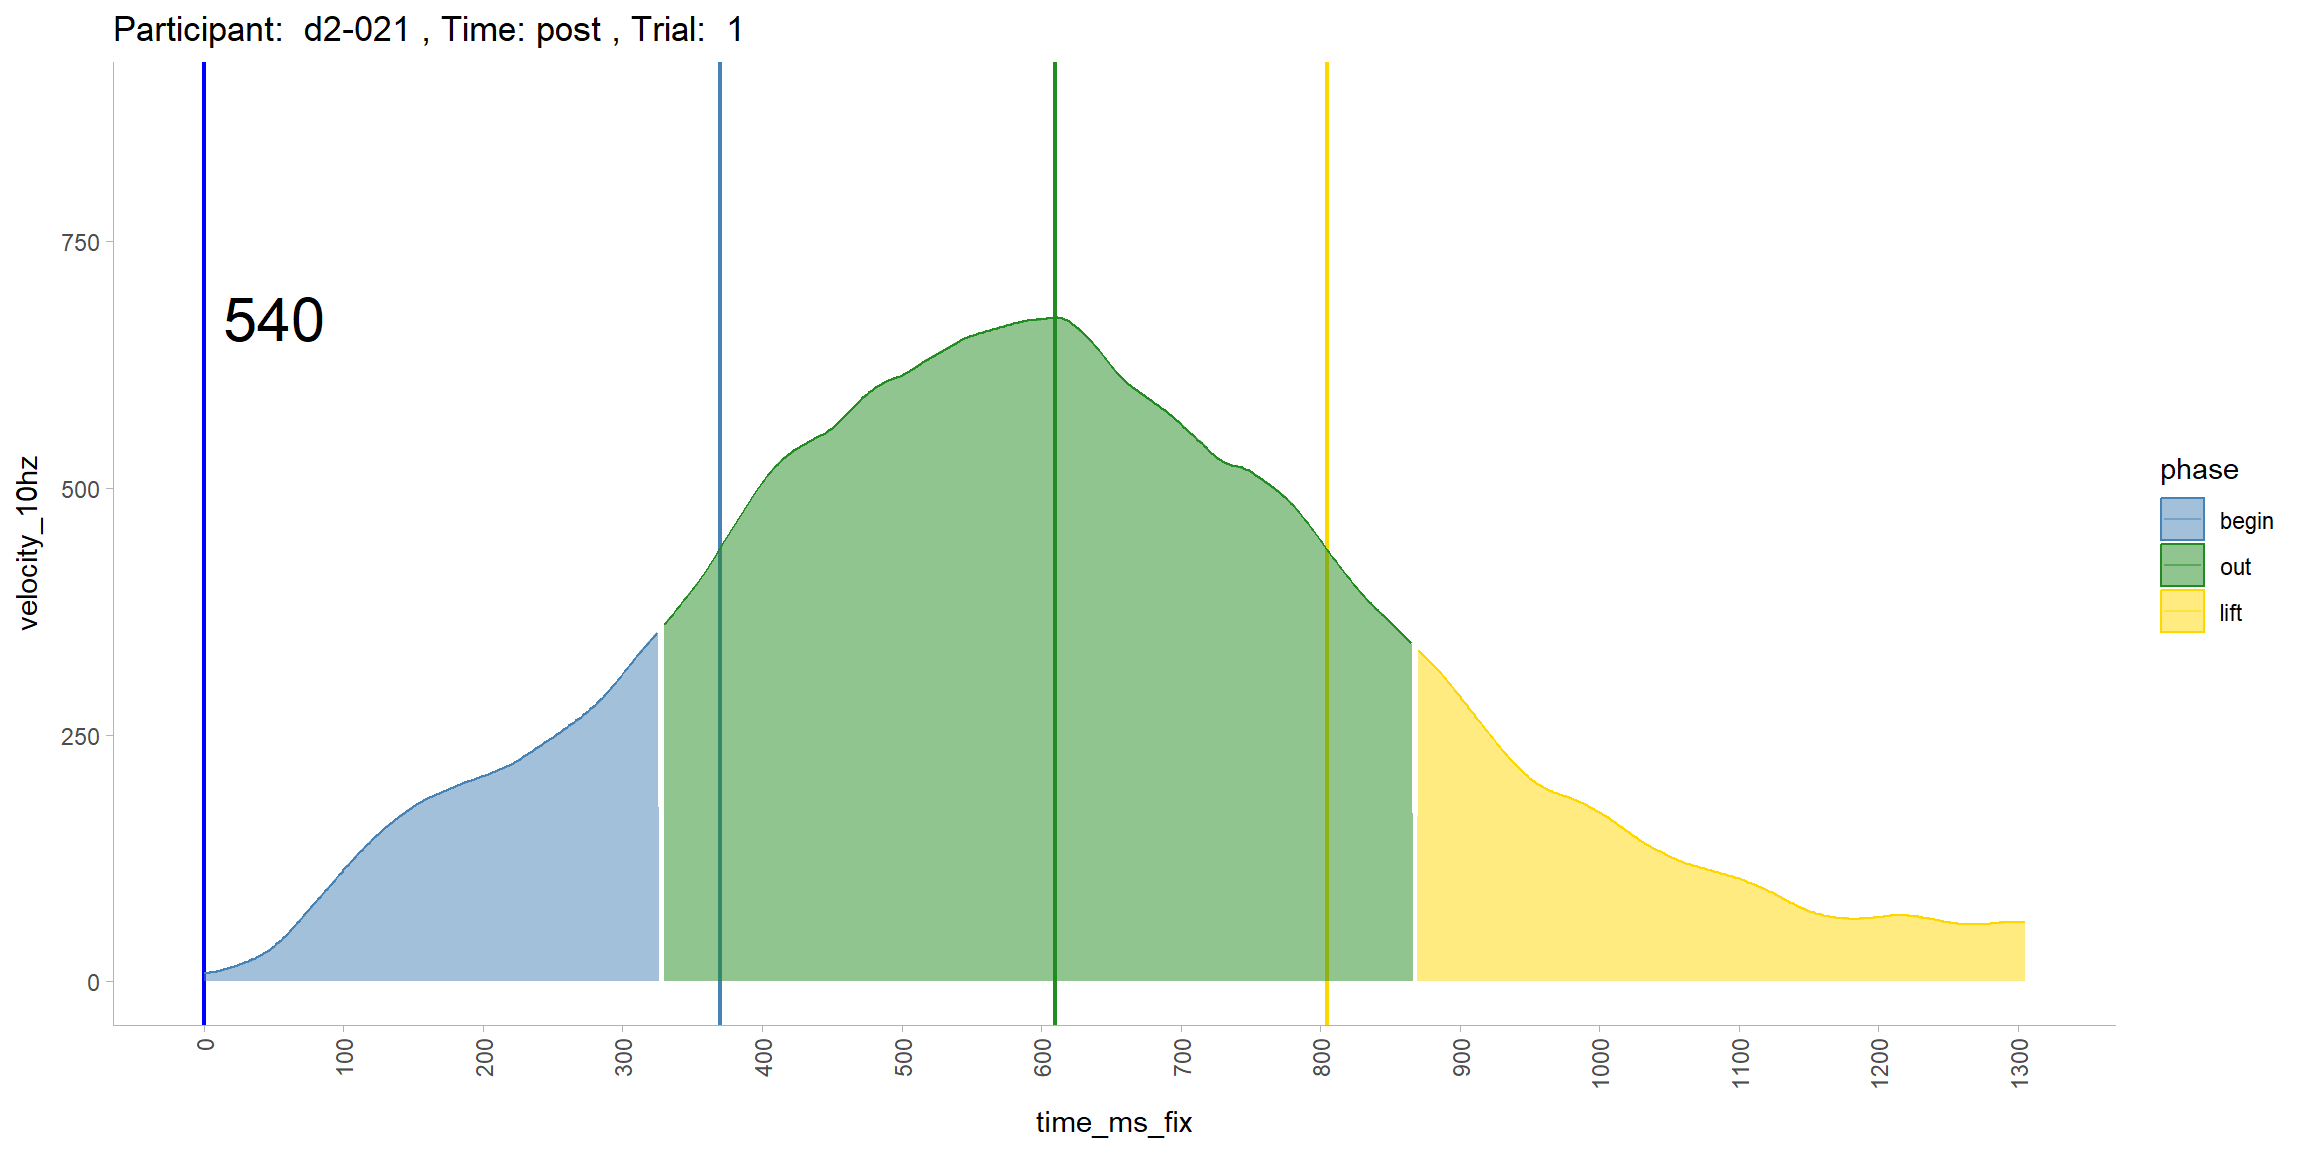 Participant:  d2-021 , Time: post , Trial:  1
750
500
250
0
velocity_10hz
540
0
100
200
300
400
500
600
700
800
900
1000
1100
1200
1300
time_ms_fix
phase
begin
out
lift